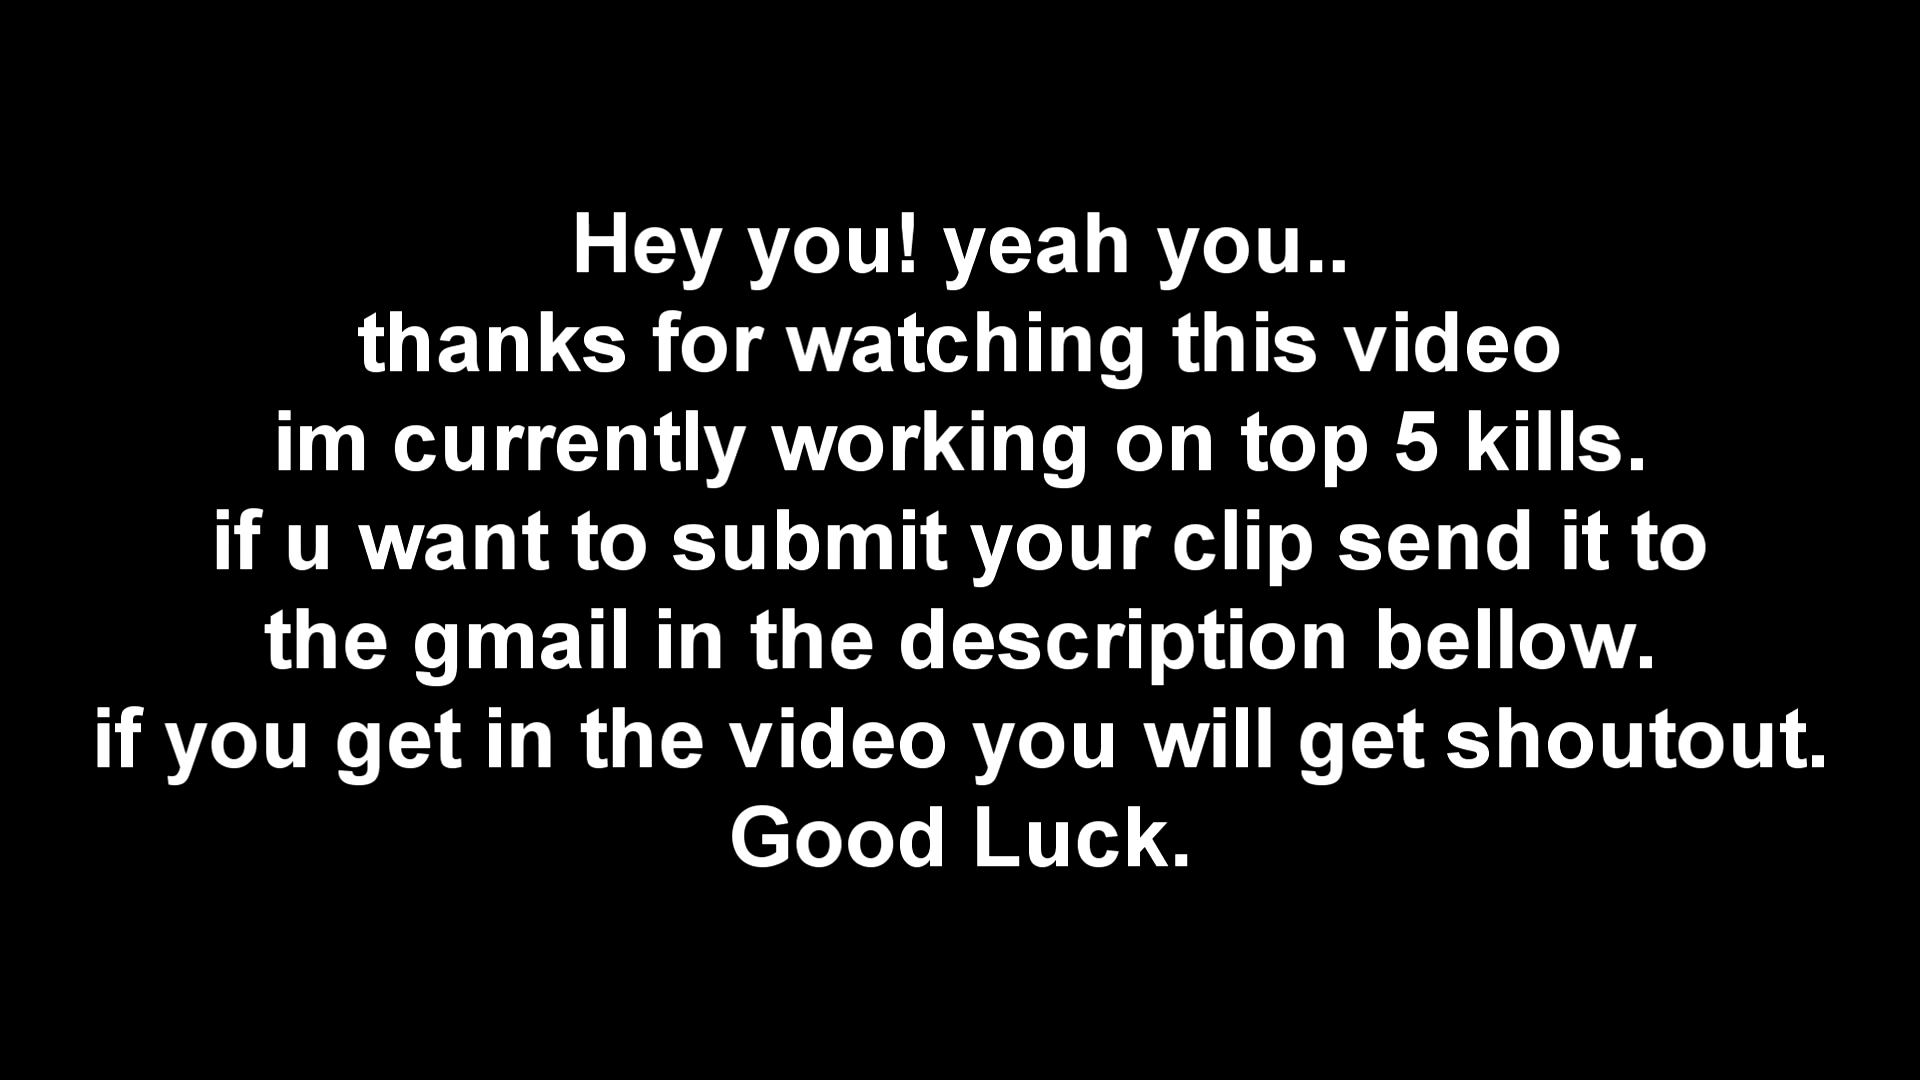 Hey you! yeah you..
thanks for watching this video
im currently working on top 5 kills.
if u want to submit your clip send it to
the gmail in the description bellow.
if you get in the video you will get shoutout.
Good Luck.